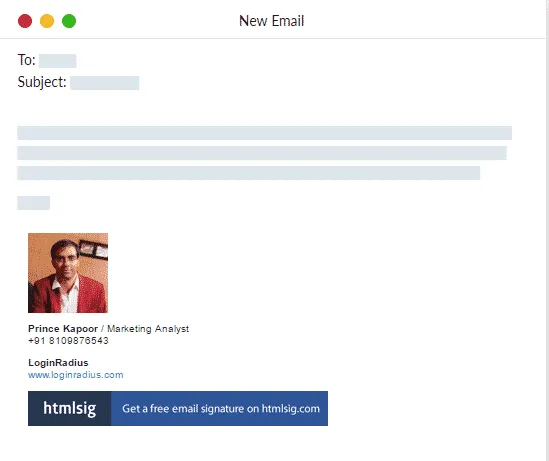 New Email
To:
Subject:
Prince Kapoor / Marketing Analyst
+91 8109876543
LoginRadius
www.loginradius.com
htmlsig Get a free email signature on htmlsig.com